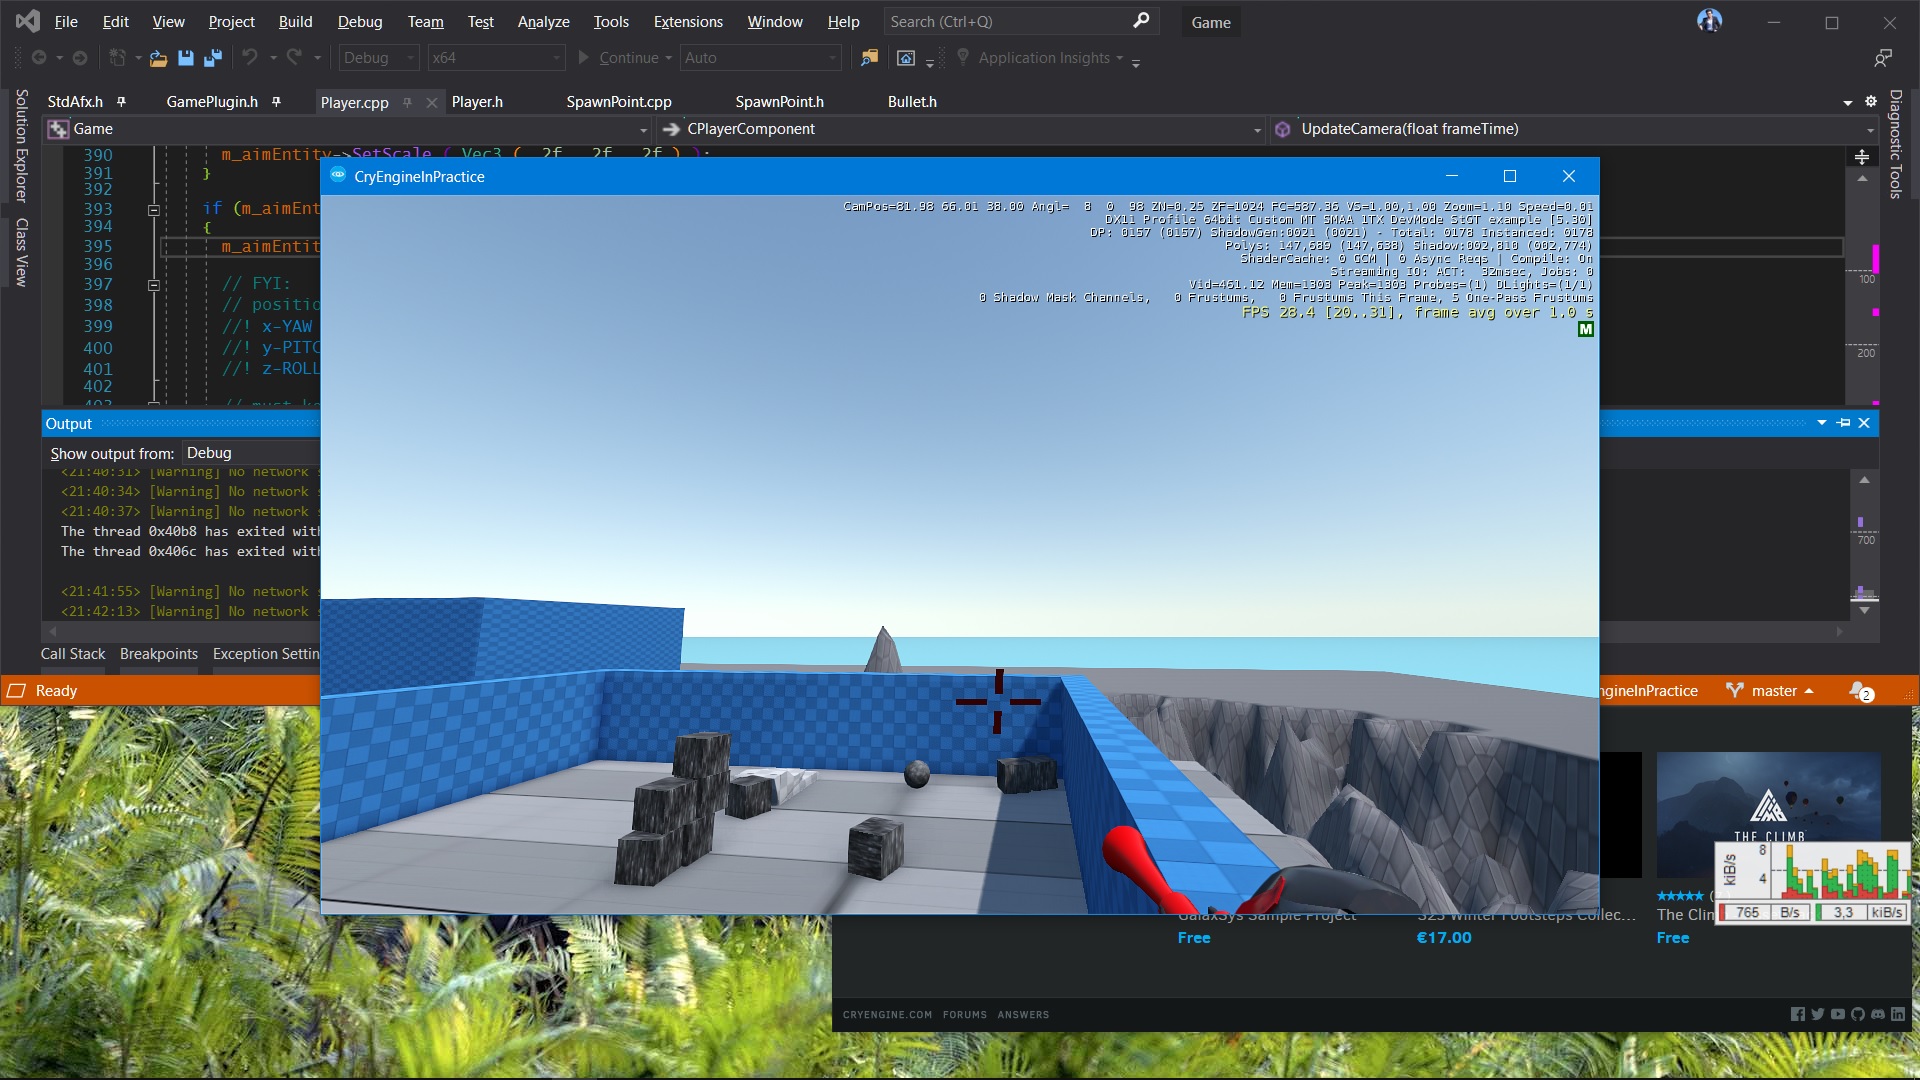 File Edit View Project Build Debug Team Test Analyze Tools Extensions Window Help Search (Ctrl+Q) Game
Debug x64 Continue Auto Application Insights
StdAfx.h GamePlugin.h Player.cpp Player.h SpawnPoint.cpp SpawnPoint.h Bullet.h
Game CPlayerComponent UpdateCamera(float frameTime)
Solution Explorer
Class View
Diagnostic Tools
390 m_aimEntity->SetScale ( Vec3 ( .2f, .2f, .2f ) );
391 }
392
393 if (m_aimEnt
394 {
395 m_aimEntit
396
397 // FYI:
398 // positio
399 //! x-YAW
400 //! y-PITC
401 //! z-ROLL
402
100
200
CryEngineInPractice
CamPos=81.98 66.01 38.00 Angl= 8 0 98 ZN=0.25 ZF=1024 FC=587.36 VS=1.00,1.00 Zoom=1.10 Speed=0.01
DX11 Profile 64bit Custom MT SMAA 1TX DevMode StGT example [5.30]
DP: 0157 (0157) ShadowGen:0021 (0021) - Total: 0178 Instanced: 0178
Polys: 147,689 (147,638) Shadow:002,810 (002,774)
ShaderCache: 0 GCM | 0 Async Reqs | Compile: On
Streaming IO: ACT: 32msec, Jobs: 0
Vid=461.12 Mem=1303 Peak=1303 Probes=(1) DLights=(1/1)
0 Shadow Mask Channels, 0 Frustums, 0 Frustums This Frame, 5 One-Pass Frustums
FPS 28.4 [20..31], frame avg over 1.0 s
M
Output
Show output from: Debug
<21:40:31> [Warning] No network s
<21:40:34> [Warning] No network s
<21:40:37> [Warning] No network s
The thread 0x40b8 has exited with
The thread 0x406c has exited with
<21:41:55> [Warning] No network s
<21:42:13> [Warning] No network s
700
Call Stack Breakpoints Exception Settin
Ready
ngineInPractice master 2
THE CLIMB
GalaxSys Sample Project
Free
S23 Winter Footsteps Collec...
€17.00
The Clim
Free
kiB/s 8 4
765 B/s 3,3 kiB/s
CRYENGINE.COM FORUMS ANSWERS